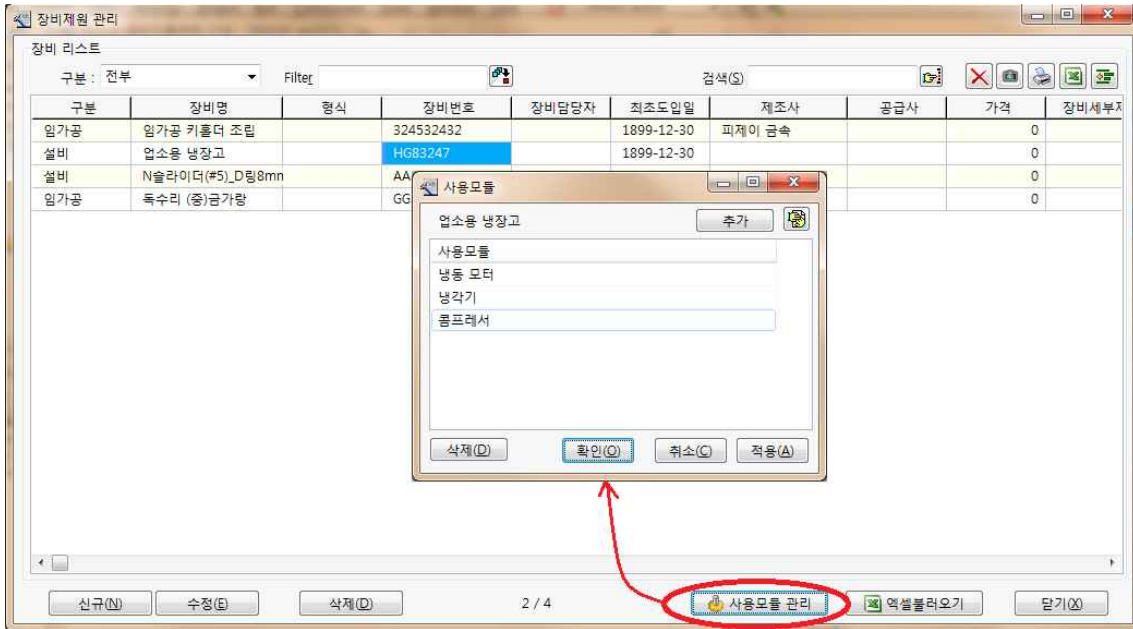 장비제원 관리
장비 리스트
구분 : 전부 Filter 검색(S)
구분 장비명 형식 장비번호 장비담당자 최초도입일 제조사 공급사 가격 장비세부
임가공 임가공 키홀더 조립 324532432 1899-12-30 피제이 금속 0
설비 업소용 냉장고 HG83247 1899-12-30 0
설비 N슬라이더(#5)_D링8mm AA 0
임가공 독수리 (중)금가랑 GG 0
사용모듈
업소용 냉장고 추가
사용모듈
냉동 모터
냉각기
콤프레서
삭제(D) 확인(O) 취소(C) 적용(A)
신규(N) 수정(E) 삭제(D) 2 / 4 사용모듈 관리 엑셀불러오기 닫기(X)